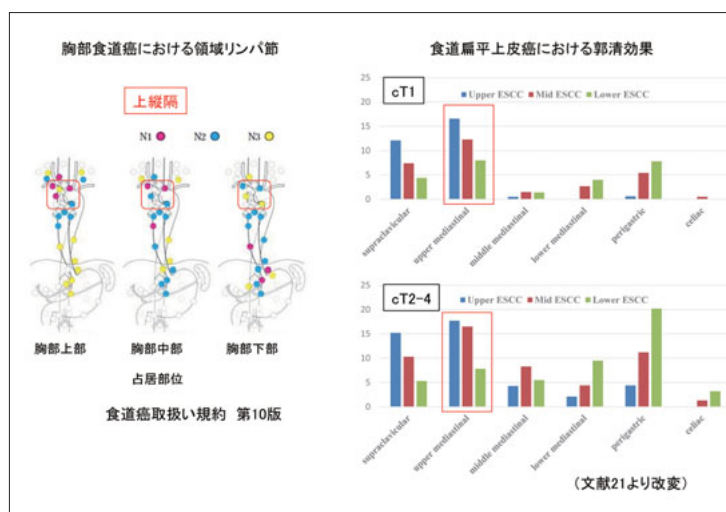 胸部食道癌における領域リンパ節
上縦隔
N1 N2 N3
胸部上部 胸部中部 胸部下部
占居部位
食道癌取扱い規約 第10版
食道扁平上皮癌における郭清効果
cT1
Upper ESCC Mid ESCC Lower ESCC
25
20
15
10
5
0
supraclavicular
upper mediastinal
middle mediastinal
lower mediastinal
perigastric
celiac
cT2-4
Upper ESCC Mid ESCC Lower ESCC
25
20
15
10
5
0
supraclavicular
upper mediastinal
middle mediastinal
lower mediastinal
perigastric
celiac
(文献21より改変)